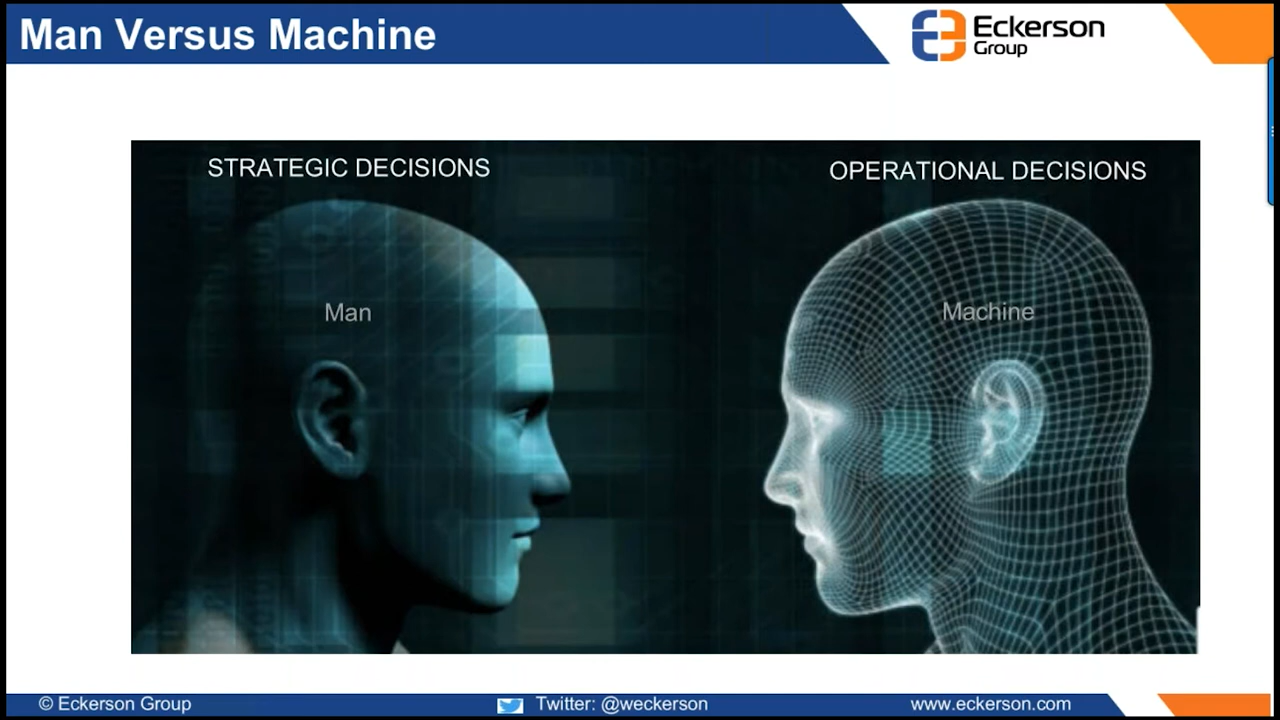 Man Versus Machine
Eckerson
Group
STRATEGIC DECISIONS
OPERATIONAL DECISIONS
Man
Machine
© Eckerson Group
Twitter: @weckerson
www.eckerson.com